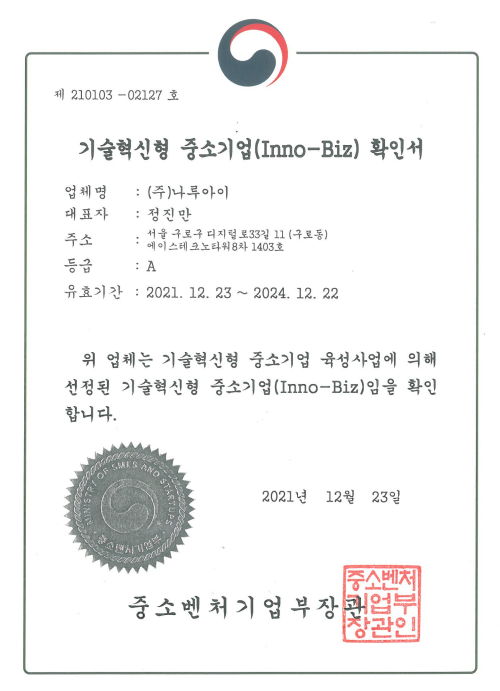 제 210103-02127 호
기술혁신형 중소기업(Inno-Biz) 확인서
업체명 : (주)나루아이
대표자 : 정진만
주소 : 서울 구로구 디지털로33길 11 (구로동)
에이스테크노타워8차 1403호
등급 : A
유효기간 : 2021. 12. 23 ~ 2024. 12. 22
위 업체는 기술혁신형 중소기업 육성사업에 의해
선정된 기술혁신형 중소기업(Inno-Biz)임을 확인
합니다.
MINISTRY OF SMES AND STARTUPS
중소벤처기업부
2021년 12월 23일
중소벤처기업부장관
중소벤처
기업부
장관인